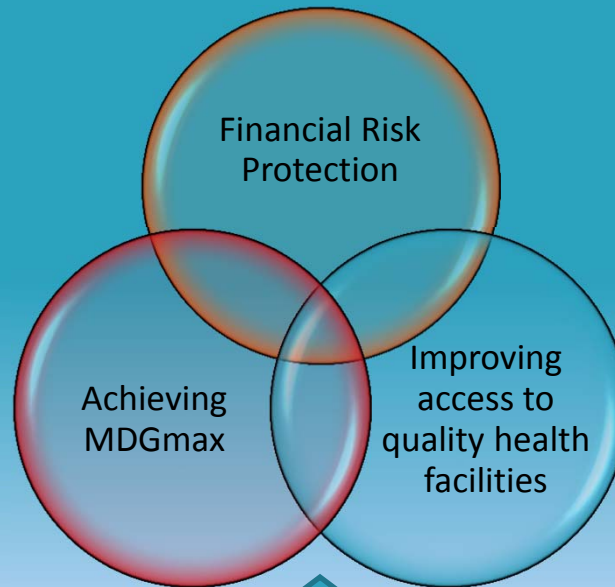 Financial Risk
Protection
Achieving
MDGmax
Improving
access to
quality health
facilities